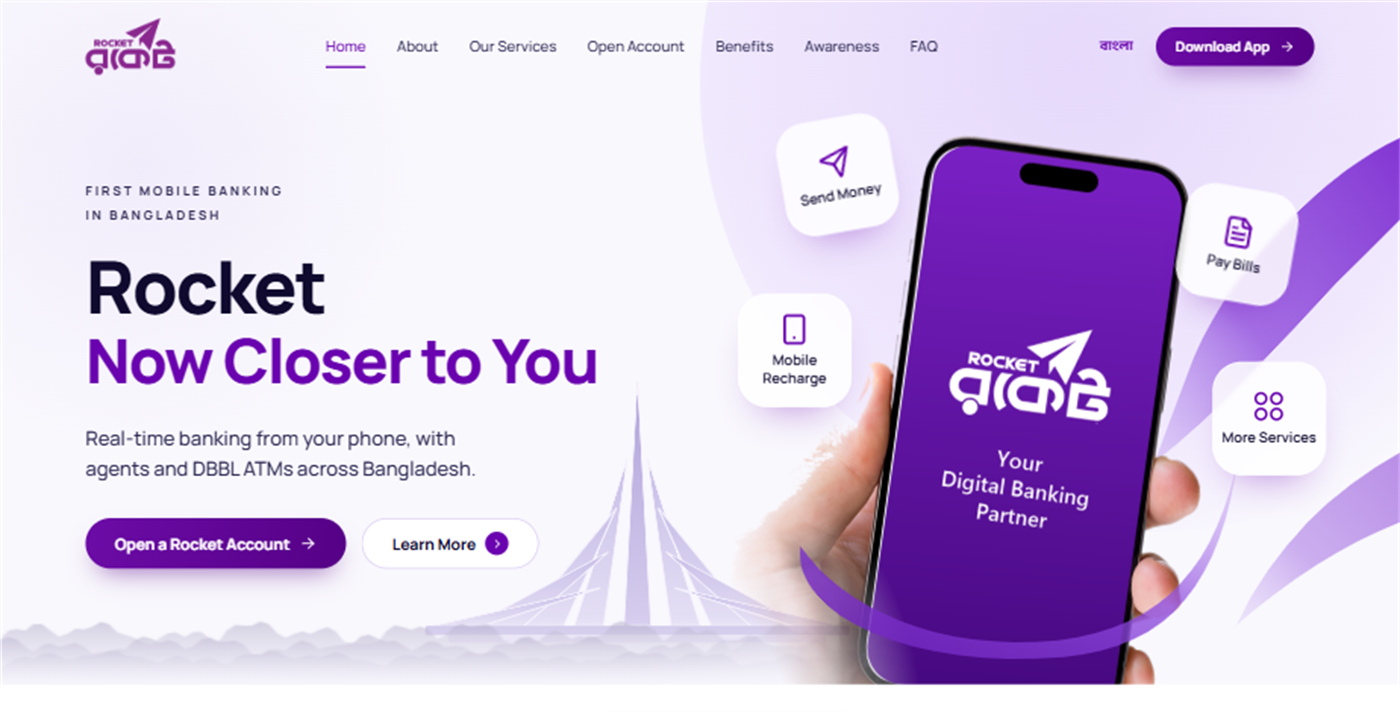 ROCKET
রকেট
Home
About
Our Services
Open Account
Benefits
Awareness
FAQ
বাংলা
Download App
FIRST MOBILE BANKING
IN BANGLADESH
Rocket
Now Closer to You
Real-time banking from your phone, with
agents and DBBL ATMs across Bangladesh.
Open a Rocket Account
Learn More
Send Money
Pay Bills
Mobile
Recharge
More Services
ROCKET
রকেট
Your
Digital Banking
Partner